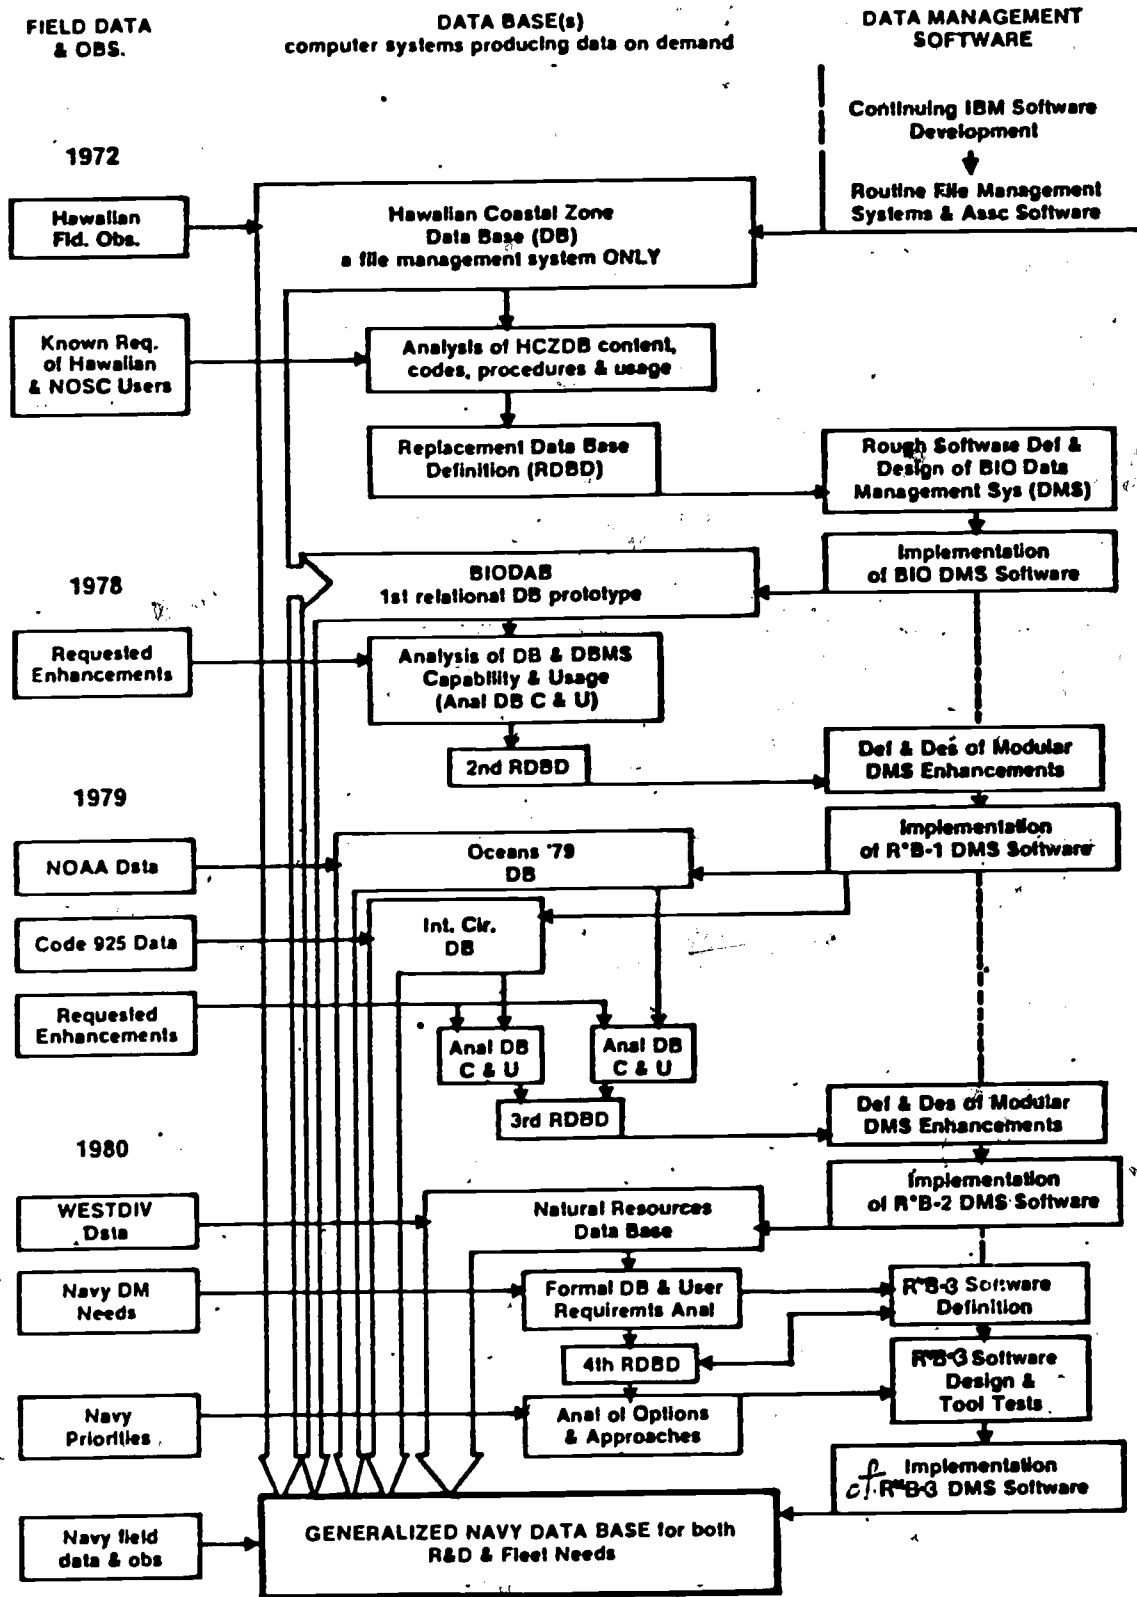 FIELD DATA
& OBS.
DATA BASE(s)
computer systems producing data on demand
DATA MANAGEMENT
SOFTWARE
Continuing IBM Software
Development
1972
Routine File Management
Systems & Assc Software
Hawaiian
Fld. Obs.
Hawaiian Coastal Zone
Data Base (DB)
a file management system ONLY
Known Req.
of Hawaiian
& NOSC Users
Analysis of HCZDB content,
codes, procedures & usage
Replacement Data Base
Definition (RDBD)
Rough Software Def &
Design of BIO Data
Management Sys (DMS)
Implementation
of BIO DMS Software
1978
BIODAB
1st relational DB prototype
Requested
Enhancements
Analysis of DB & DBMS
Capability & Usage
(Anal DB C & U)
2nd RDBD
Def & Des of Modular
DMS Enhancements
1979
Implementation
of R*B-1 DMS Software
NOAA Data
Oceans '79
DB
Code 925 Data
Int. Cir.
DB
Requested
Enhancements
Anal DB
C & U
Anal DB
C & U
3rd RDBD
Def & Des of Modular
DMS Enhancements
1980
Implementation
of R*B-2 DMS Software
WESTDIV
Data
Natural Resources
Data Base
Navy DM
Needs
Formal DB & User
Requiremts Anal
R*B-3 Software
Definition
4th RDBD
R*B-3 Software
Design &
Tool Tests
Navy
Priorities
Anal of Options
& Approaches
Implementation
of R*B-3 DMS Software
Navy field
data & obs
GENERALIZED NAVY DATA BASE for both
R&D & Fleet Needs